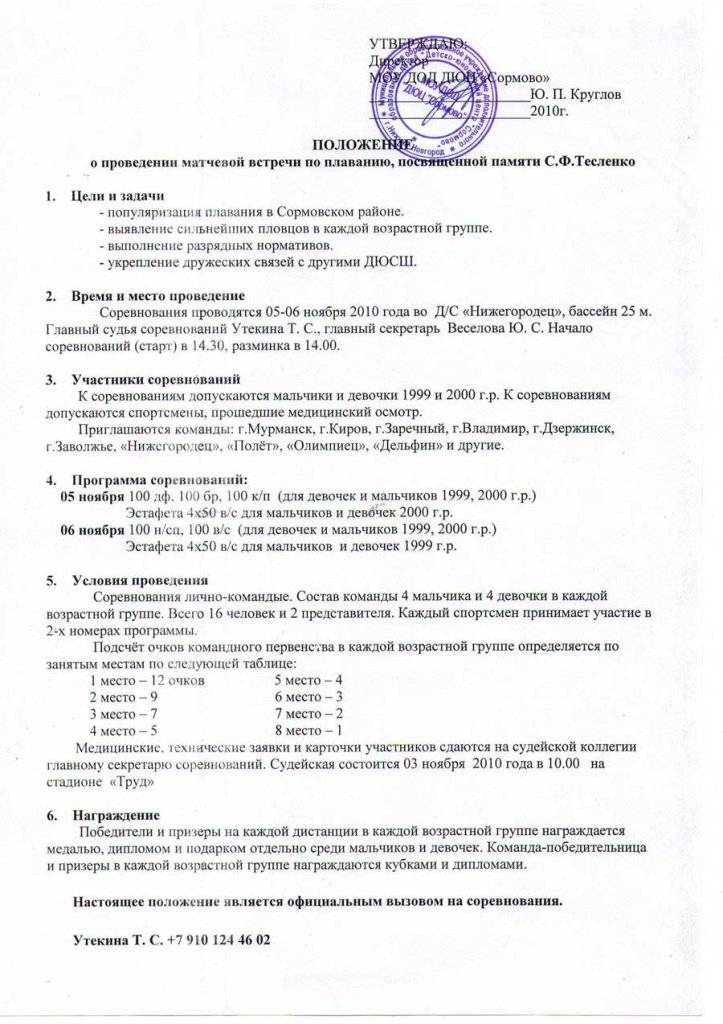 УТВЕРЖДАЮ:
Директор
МОУ ДОД ДЮЦ «Сормово»
Ю. П. Круглов
2010г.
МОУ ДОД
ДЮЦ "Сормово"
ПОЛОЖЕНИЕ
о проведении матчевой встречи по плаванию, посвященной памяти С.Ф.Тесленко
1. Цели и задачи
- популяризация плавания в Сормовском районе.
- выявление сильнейших пловцов в каждой возрастной группе.
- выполнение разрядных нормативов.
- укрепление дружеских связей с другими ДЮСШ.
2. Время и место проведение
Соревнования проводятся 05-06 ноября 2010 года во Д/С «Нижегородец», бассейн 25 м.
Главный судья соревнований Утекина Т. С., главный секретарь Веселова Ю. С. Начало
соревнований (старт) в 14.30, разминка в 14.00.
3. Участники соревнований
К соревнованиям допускаются мальчики и девочки 1999 и 2000 г.р. К соревнованиям
допускаются спортсмены, прошедшие медицинский осмотр.
Приглашаются команды: г.Мурманск, г.Киров, г.Заречный, г.Владимир, г.Дзержинск,
г.Заволжье, «Нижегородец», «Полёт», «Олимпиец», «Дельфин» и другие.
4. Программа соревнований:
05 ноября 100 дф, 100 бр, 100 к/п (для девочек и мальчиков 1999, 2000 г.р.)
Эстафета 4х50 в/с для мальчиков и девочек 2000 г.р.
06 ноября 100 н/сп, 100 в/с (для девочек и мальчиков 1999, 2000 г.р.)
Эстафета 4х50 в/с для мальчиков и девочек 1999 г.р.
5. Условия проведения
Соревнования лично-командые. Состав команды 4 мальчика и 4 девочки в каждой
возрастной группе. Всего 16 человек и 2 представителя. Каждый спортсмен принимает участие в
2-х номерах программы.
Подсчёт очков командного первенства в каждой возрастной группе определяется по
занятым местам по следующей таблице:
1 место – 12 очков 5 место – 4
2 место – 9 6 место – 3
3 место – 7 7 место – 2
4 место – 5 8 место – 1
Медицинские, технические заявки и карточки участников сдаются на судейской коллегии
главному секретарю соревнований. Судейская состоится 03 ноября 2010 года в 10.00 на
стадионе «Труд»
6. Награждение
Победители и призеры на каждой дистанции в каждой возрастной группе награждается
медалью, дипломом и подарком отдельно среди мальчиков и девочек. Команда-победительница
и призеры в каждой возрастной группе награждаются кубками и дипломами.
Настоящее положение является официальным вызовом на соревнования.
Утекина Т. С. +7 910 124 46 02